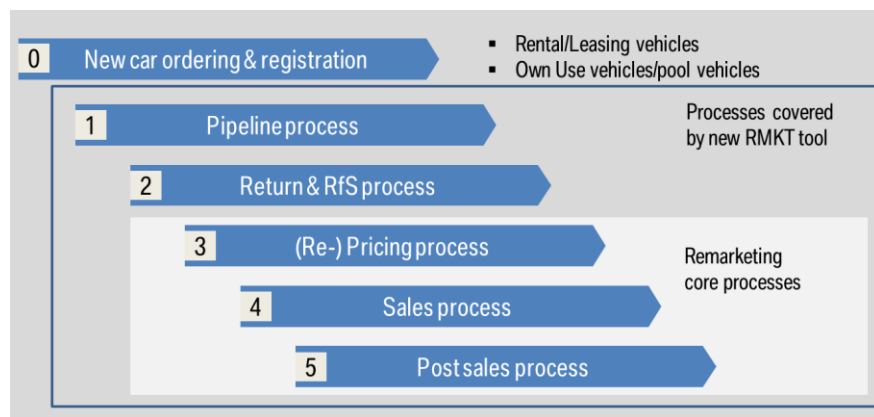 0 New car ordering & registration
▪ Rental/Leasing vehicles
▪ Own Use vehicles/pool vehicles
1 Pipeline process
Processes covered
by new RMKT tool
2 Return & RfS process
3 (Re-) Pricing process
Remarketing
core processes
4 Sales process
5 Post sales process